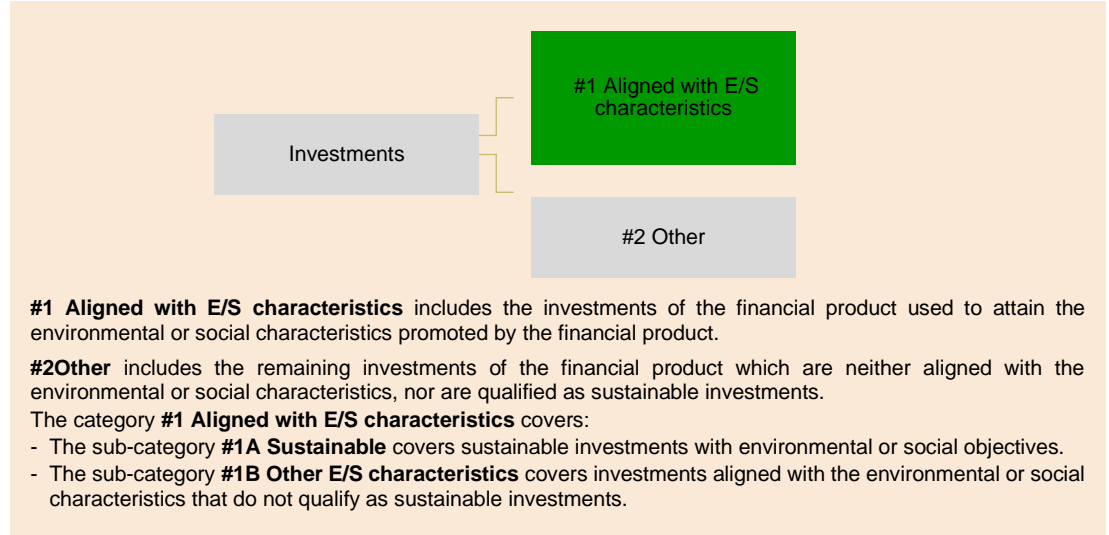 #1 Aligned with E/S
characteristics
Investments
#2 Other
#1 Aligned with E/S characteristics includes the investments of the financial product used to attain the
environmental or social characteristics promoted by the financial product.
#2Other includes the remaining investments of the financial product which are neither aligned with the
environmental or social characteristics, nor are qualified as sustainable investments.
The category #1 Aligned with E/S characteristics covers:
- The sub-category #1A Sustainable covers sustainable investments with environmental or social objectives.
- The sub-category #1B Other E/S characteristics covers investments aligned with the environmental or social
characteristics that do not qualify as sustainable investments.